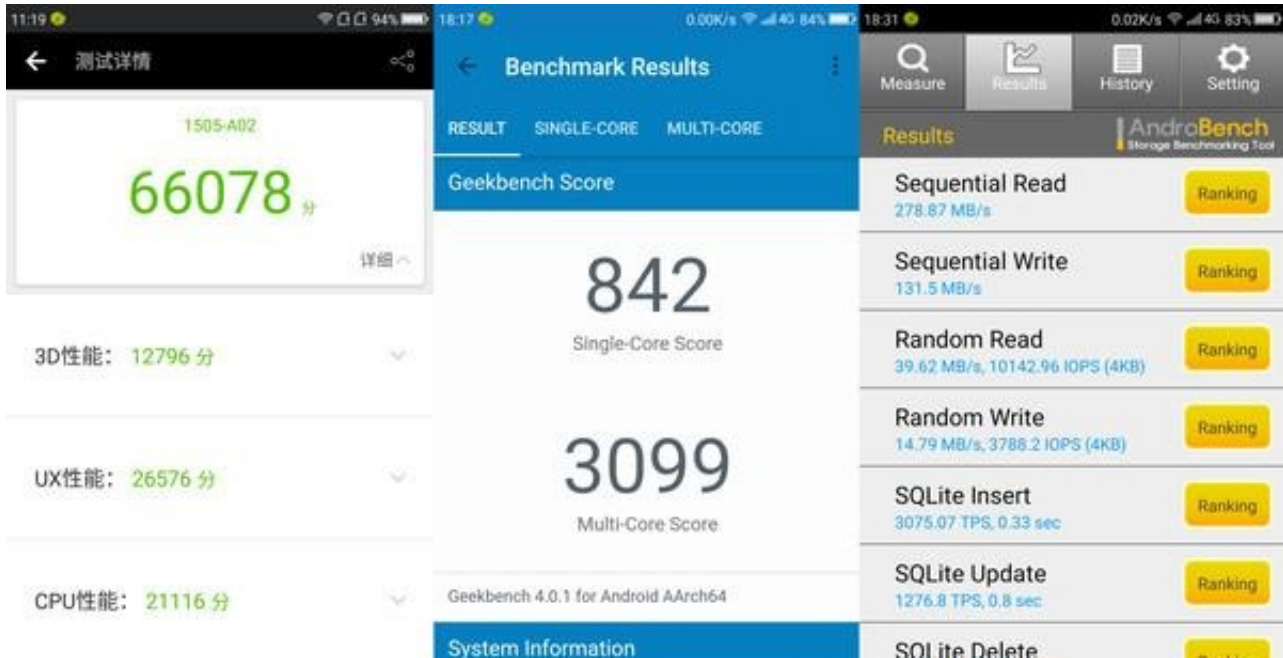 11:19 94%
测试详情
1505-A02
66078 分
详细
3D性能： 12796 分
UX性能： 26576 分
CPU性能： 21116 分
18:17 0.00K/s 4G 84%
Benchmark Results
RESULT SINGLE-CORE MULTI-CORE
Geekbench Score
842
Single-Core Score
3099
Multi-Core Score
Geekbench 4.0.1 for Android AArch64
System Information
18:31 0.02K/s 4G 83%
Measure Results History Setting
Results AndroBench
Storage Benchmarking Tool
Sequential Read
278.87 MB/s
Ranking
Sequential Write
131.5 MB/s
Ranking
Random Read
39.62 MB/s, 10142.96 IOPS (4KB)
Ranking
Random Write
14.79 MB/s, 3788.2 IOPS (4KB)
Ranking
SQLite Insert
3075.07 TPS, 0.33 sec
Ranking
SQLite Update
1276.8 TPS, 0.8 sec
Ranking
SQLite Delete